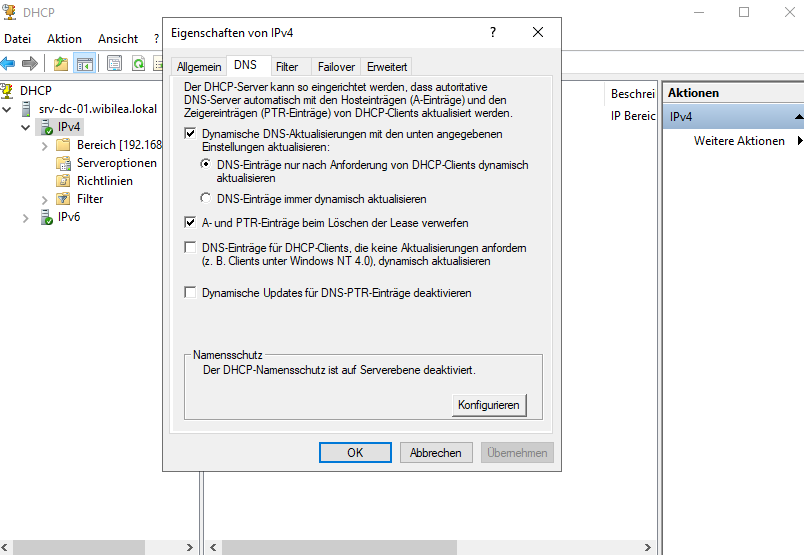 DHCP
Datei Aktion Ansicht ?
DHCP
srv-dc-01.wibilea.lokal
IPv4
Bereich [192.168
Serveroptionen
Richtlinien
Filter
IPv6
Eigenschaften von IPv4
?
Allgemein DNS Filter Failover Erweitert
Der DHCP-Server kann so eingerichtet werden, dass autoritative
DNS-Server automatisch mit den Hosteinträgen (A-Einträge) und den
Zeigereinträgen (PTR-Einträge) von DHCP-Clients aktualisiert werden.
Dynamische DNS-Aktualisierungen mit den unten angegebenen
Einstellungen aktualisieren:
DNS-Einträge nur nach Anforderung von DHCP-Clients dynamisch
aktualisieren
DNS-Einträge immer dynamisch aktualisieren
A- und PTR-Einträge beim Löschen der Lease verwerfen
DNS-Einträge für DHCP-Clients, die keine Aktualisierungen anfordern
(z. B. Clients unter Windows NT 4.0), dynamisch aktualisieren
Dynamische Updates für DNS-PTR-Einträge deaktivieren
Namensschutz
Der DHCP-Namensschutz ist auf Serverebene deaktiviert.
Konfigurieren
OK Abbrechen Übernehmen
Beschrei
IP Bereic
Aktionen
IPv4
Weitere Aktionen